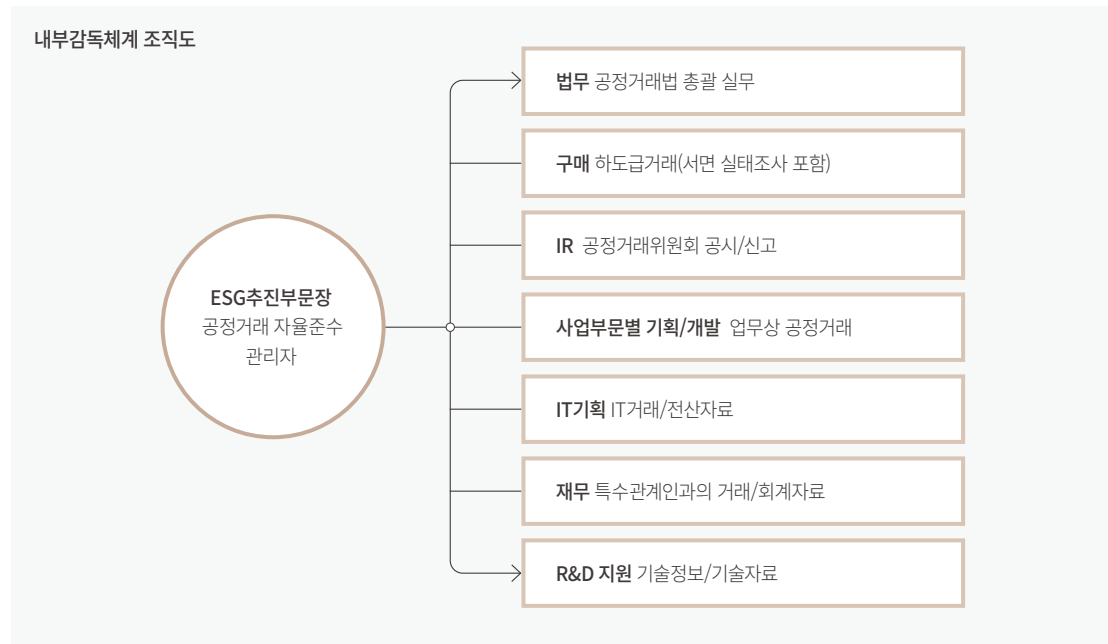 내부감독체계 조직도
법무 공정거래법 총괄 실무
구매 하도급거래(서면 실태조사 포함)
IR 공정거래위원회 공시/신고
ESG추진부문장
공정거래 자율준수
관리자
사업부문별 기획/개발 업무상 공정거래
IT기획 IT거래/전산자료
재무 특수관계인과의 거래/회계자료
R&D 지원 기술정보/기술자료